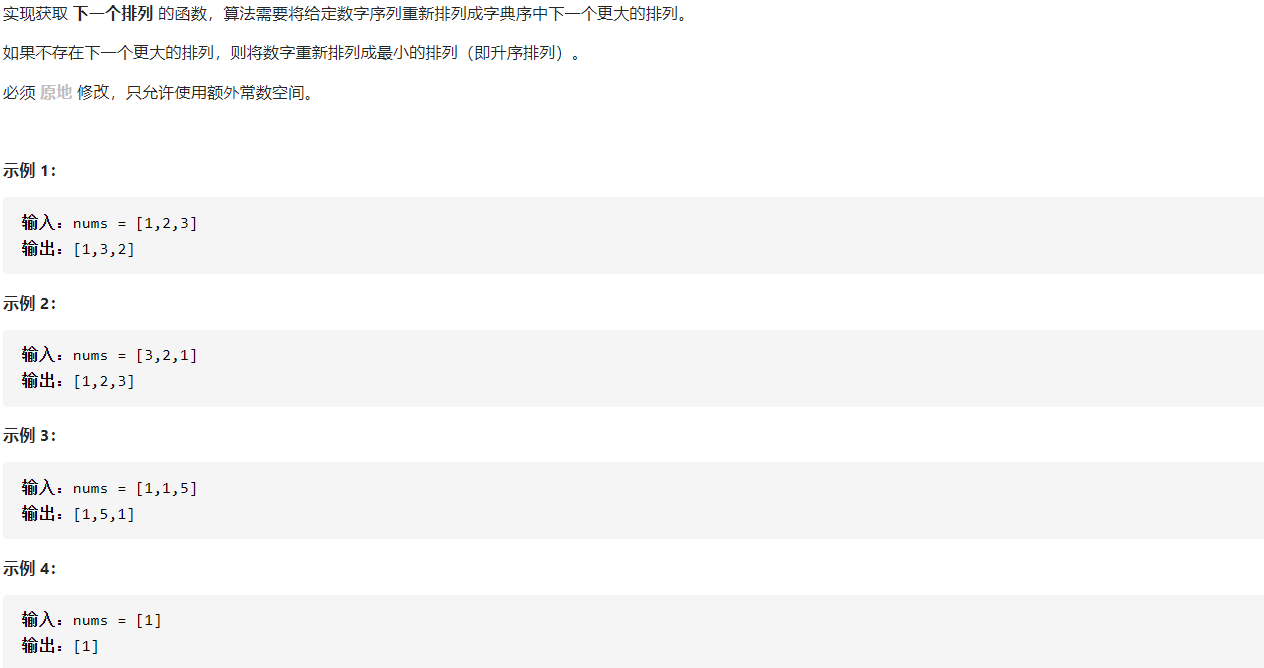 实现获取 下一个排列 的函数，算法需要将给定数字序列重新排列成字典序中下一个更大的排列。
如果不存在下一个更大的排列，则将数字重新排列成最小的排列（即升序排列）。
必须 原地 修改，只允许使用额外常数空间。
示例 1：
输入：nums = [1,2,3]
输出：[1,3,2]
示例 2：
输入：nums = [3,2,1]
输出：[1,2,3]
示例 3：
输入：nums = [1,1,5]
输出：[1,5,1]
示例 4：
输入：nums = [1]
输出：[1]